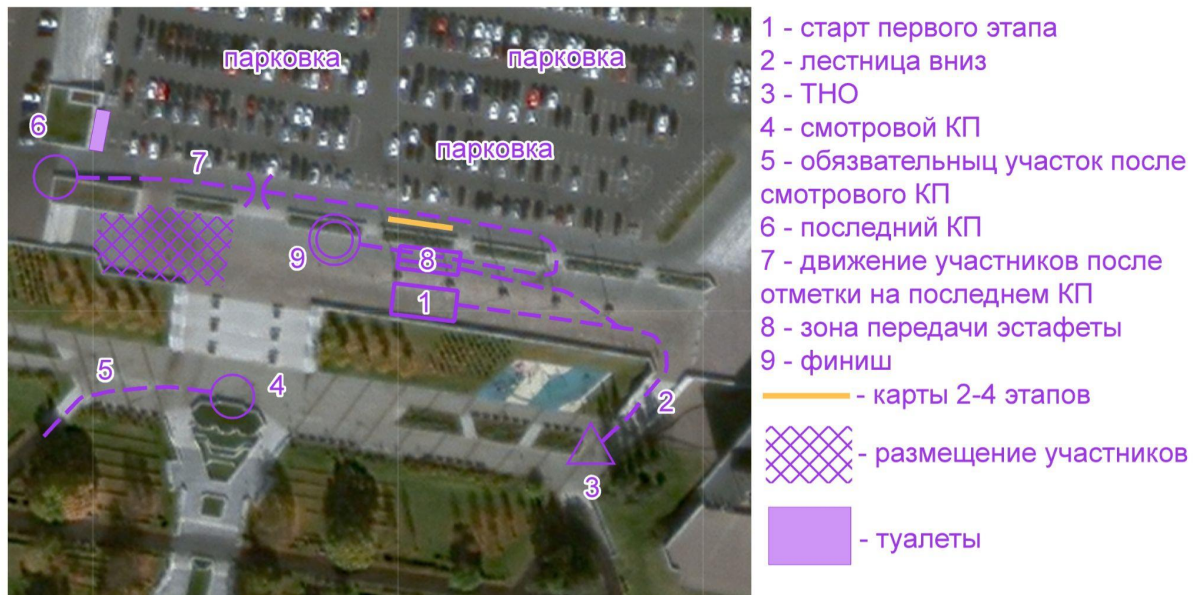 парковка
парковка
парковка
6
7
9
8
1
5
4
2
3
1 - старт первого этапа
2 - лестница вниз
3 - ТНО
4 - смотровой КП
5 - обязвательныц участок после
смотрового КП
6 - последний КП
7 - движение участников после
отметки на последнем КП
8 - зона передачи эстафеты
9 - финиш
- карты 2-4 этапов
- размещение участников
- туалеты